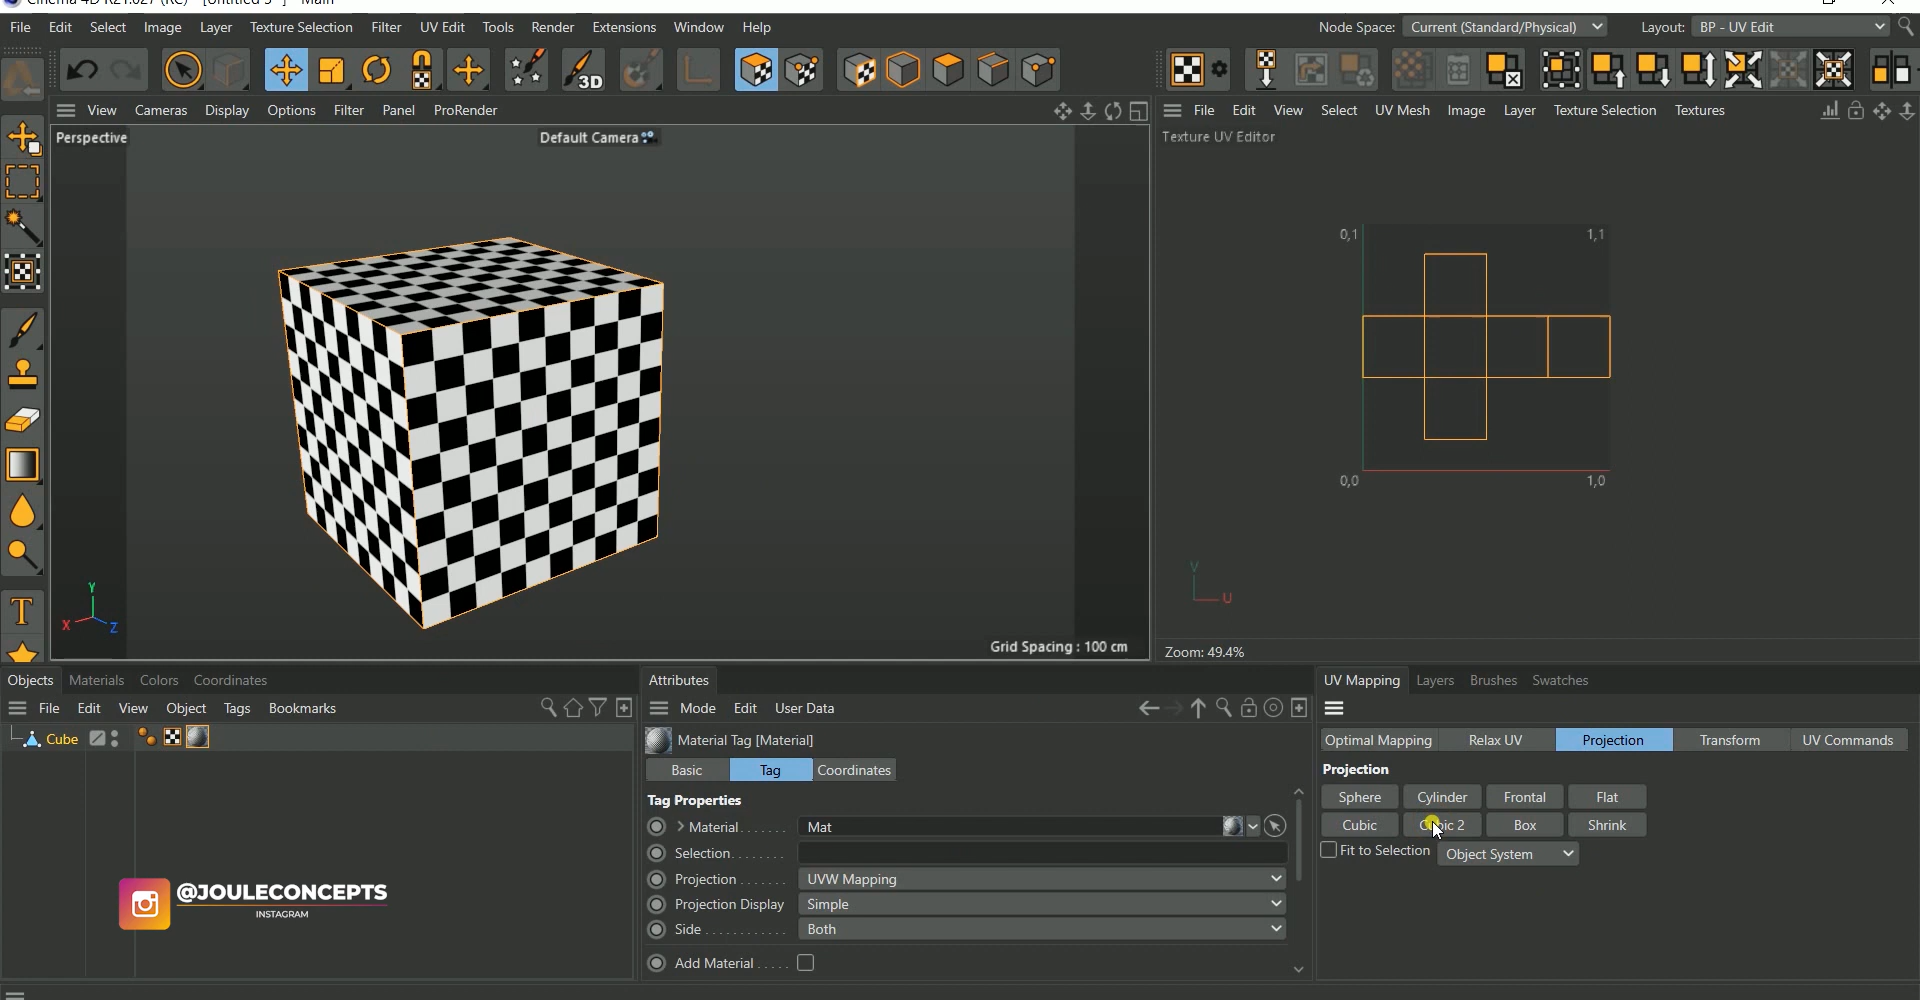 Cinema 4D R21.027 (RC) - [Untitled 3 *] - Main
File Edit Select Image Layer Texture Selection Filter UV Edit Tools Render Extensions Window Help Node Space: Current (Standard/Physical) Layout: BP - UV Edit
3D
View Cameras Display Options Filter Panel ProRender
File Edit View Select UV Mesh Image Layer Texture Selection Textures
Perspective Default Camera
Texture UV Editor
0,1 1,1
0,0 1,0
V
U
Y
X Z
Grid Spacing : 100 cm
Zoom: 49.4%
Objects Materials Colors Coordinates
File Edit View Object Tags Bookmarks
Cube
@JOULECONCEPTS
INSTAGRAM
Attributes
Mode Edit User Data
Material Tag [Material]
Basic Tag Coordinates
Tag Properties
Material....... Mat
Selection........
Projection ....... UVW Mapping
Projection Display Simple
Side ............ Both
Add Material .....
UV Mapping Layers Brushes Swatches
Optimal Mapping Relax UV Projection Transform UV Commands
Projection
Sphere Cylinder Frontal Flat
Cubic Cubic 2 Box Shrink
Fit to Selection Object System